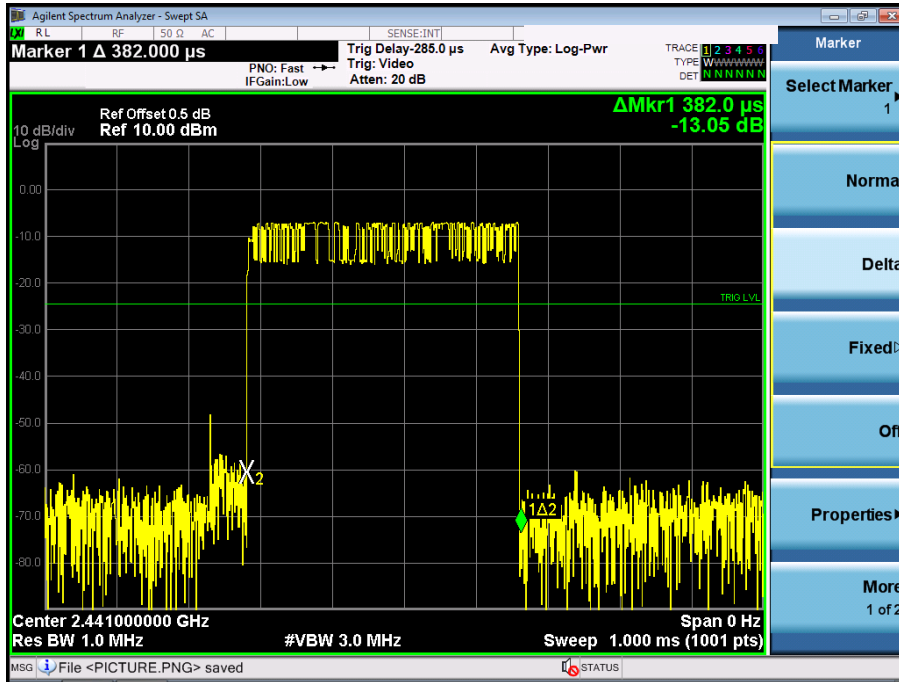 Agilent Spectrum Analyzer - Swept SA
LXI RL RF 50 Ω AC SENSE:INT
Marker 1 Δ 382.000 µs
PNO: Fast
IFGain:Low
Trig Delay-285.0 µs
Trig: Video
Atten: 20 dB
Avg Type: Log-Pwr
TRACE 1 2 3 4 5 6
TYPE WWWWWW
DET N N N N N N
ΔMkr1 382.0 µs
-13.05 dB
Ref Offset 0.5 dB
10 dB/div Ref 10.00 dBm
Log
0.00
-10.0
-20.0
TRIG LVL
-30.0
-40.0
-50.0
-60.0
X2
1Δ2
-70.0
-80.0
Center 2.441000000 GHz Span 0 Hz
Res BW 1.0 MHz #VBW 3.0 MHz Sweep 1.000 ms (1001 pts)
MSG File <PICTURE.PNG> saved STATUS
Marker
Select Marker
1
Norma
Delta
Fixed
Off
Properties
More
1 of 2